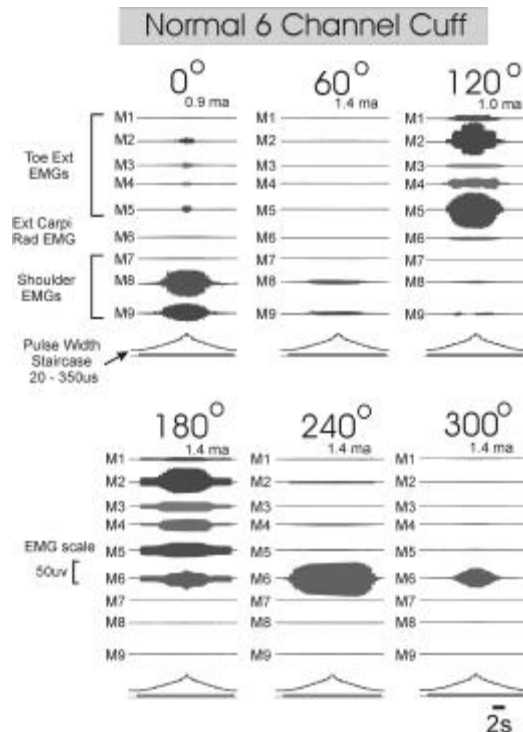 Normal 6 Channel Cuff
0° 60° 120°
0.9 ma 1.4 ma 1.0 ma
M1 M1 M1
M2 M2 M2
Toe Ext
EMGs
M3 M3 M3
M4 M4 M4
M5 M5 M5
Ext Carpi
Rad EMG
M6 M6 M6
M7 M7 M7
Shoulder
EMGs
M8 M8 M8
M9 M9 M9
Pulse Width
Staircase
20 - 350us
180° 240° 300°
1.4 ma 1.4 ma 1.4 ma
M1 M1 M1
M2 M2 M2
M3 M3 M3
M4 M4 M4
EMG scale
50uv
M5 M5 M5
M6 M6 M6
M7 M7 M7
M8 M8 M8
M9 M9 M9
2s